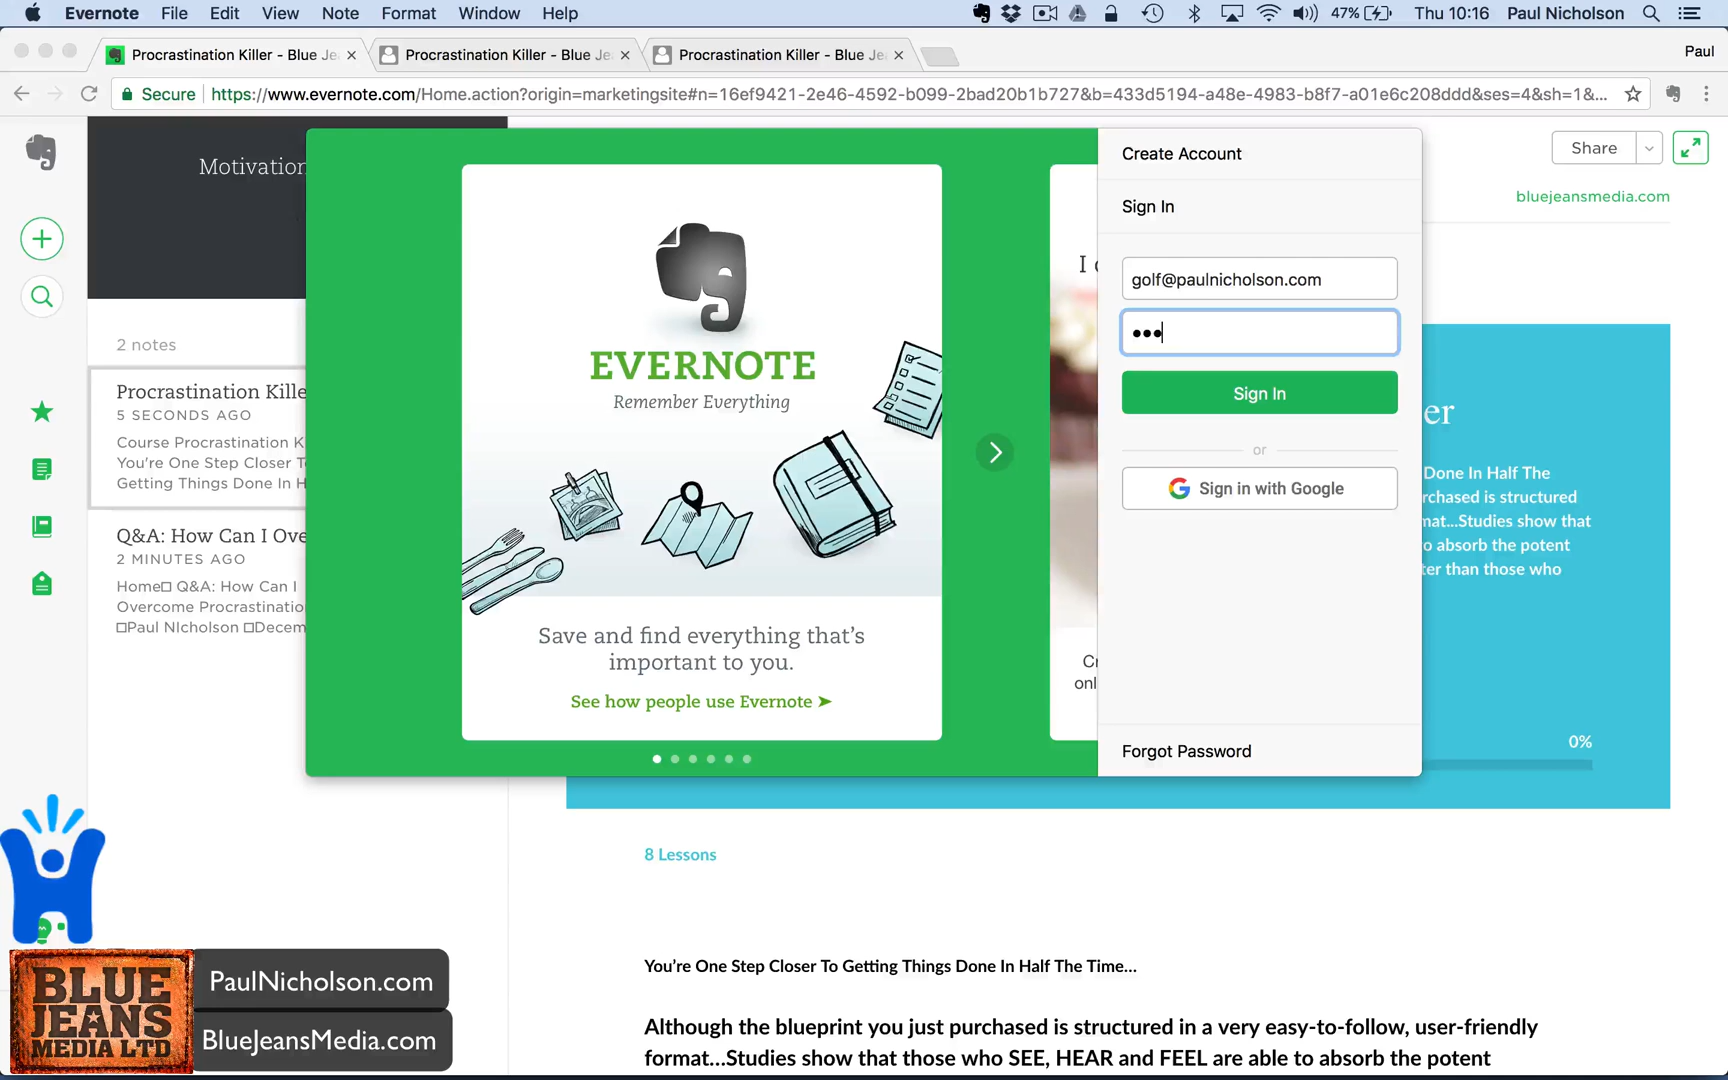 Evernote File Edit View Note Format Window Help 47% Thu 10:16 Paul Nicholson
Procrastination Killer - Blue Je Procrastination Killer - Blue Je Procrastination Killer - Blue Je Paul
Secure https://www.evernote.com/Home.action?origin=marketingsite#n=16ef9421-2e46-4592-b099-2bad20b1b727&b=433d5194-a48e-4983-b8f7-a01e6c208ddd&ses=4&sh=1&...
Motivation
2 notes
Procrastination Kille
5 SECONDS AGO
Course Procrastination K
You're One Step Closer T
Getting Things Done In H
Q&A: How Can I Ove
2 MINUTES AGO
Home Q&A: How Can I
Overcome Procrastinatio
Paul NIcholson Decem
EVERNOTE
Remember Everything
Save and find everything that's
important to you.
See how people use Evernote ➤
I c
Cr
onl
Create Account
Sign In
golf@paulnicholson.com
•••
Sign In
or
Sign in with Google
Forgot Password
Share
bluejeansmedia.com
er
Done In Half The
rchased is structured
mat...Studies show that
o absorb the potent
ter than those who
0%
8 Lessons
You're One Step Closer To Getting Things Done In Half The Time...
Although the blueprint you just purchased is structured in a very easy-to-follow, user-friendly
format...Studies show that those who SEE, HEAR and FEEL are able to absorb the potent
BLUE
JEANS
MEDIA LTD
PaulNicholson.com
BlueJeansMedia.com